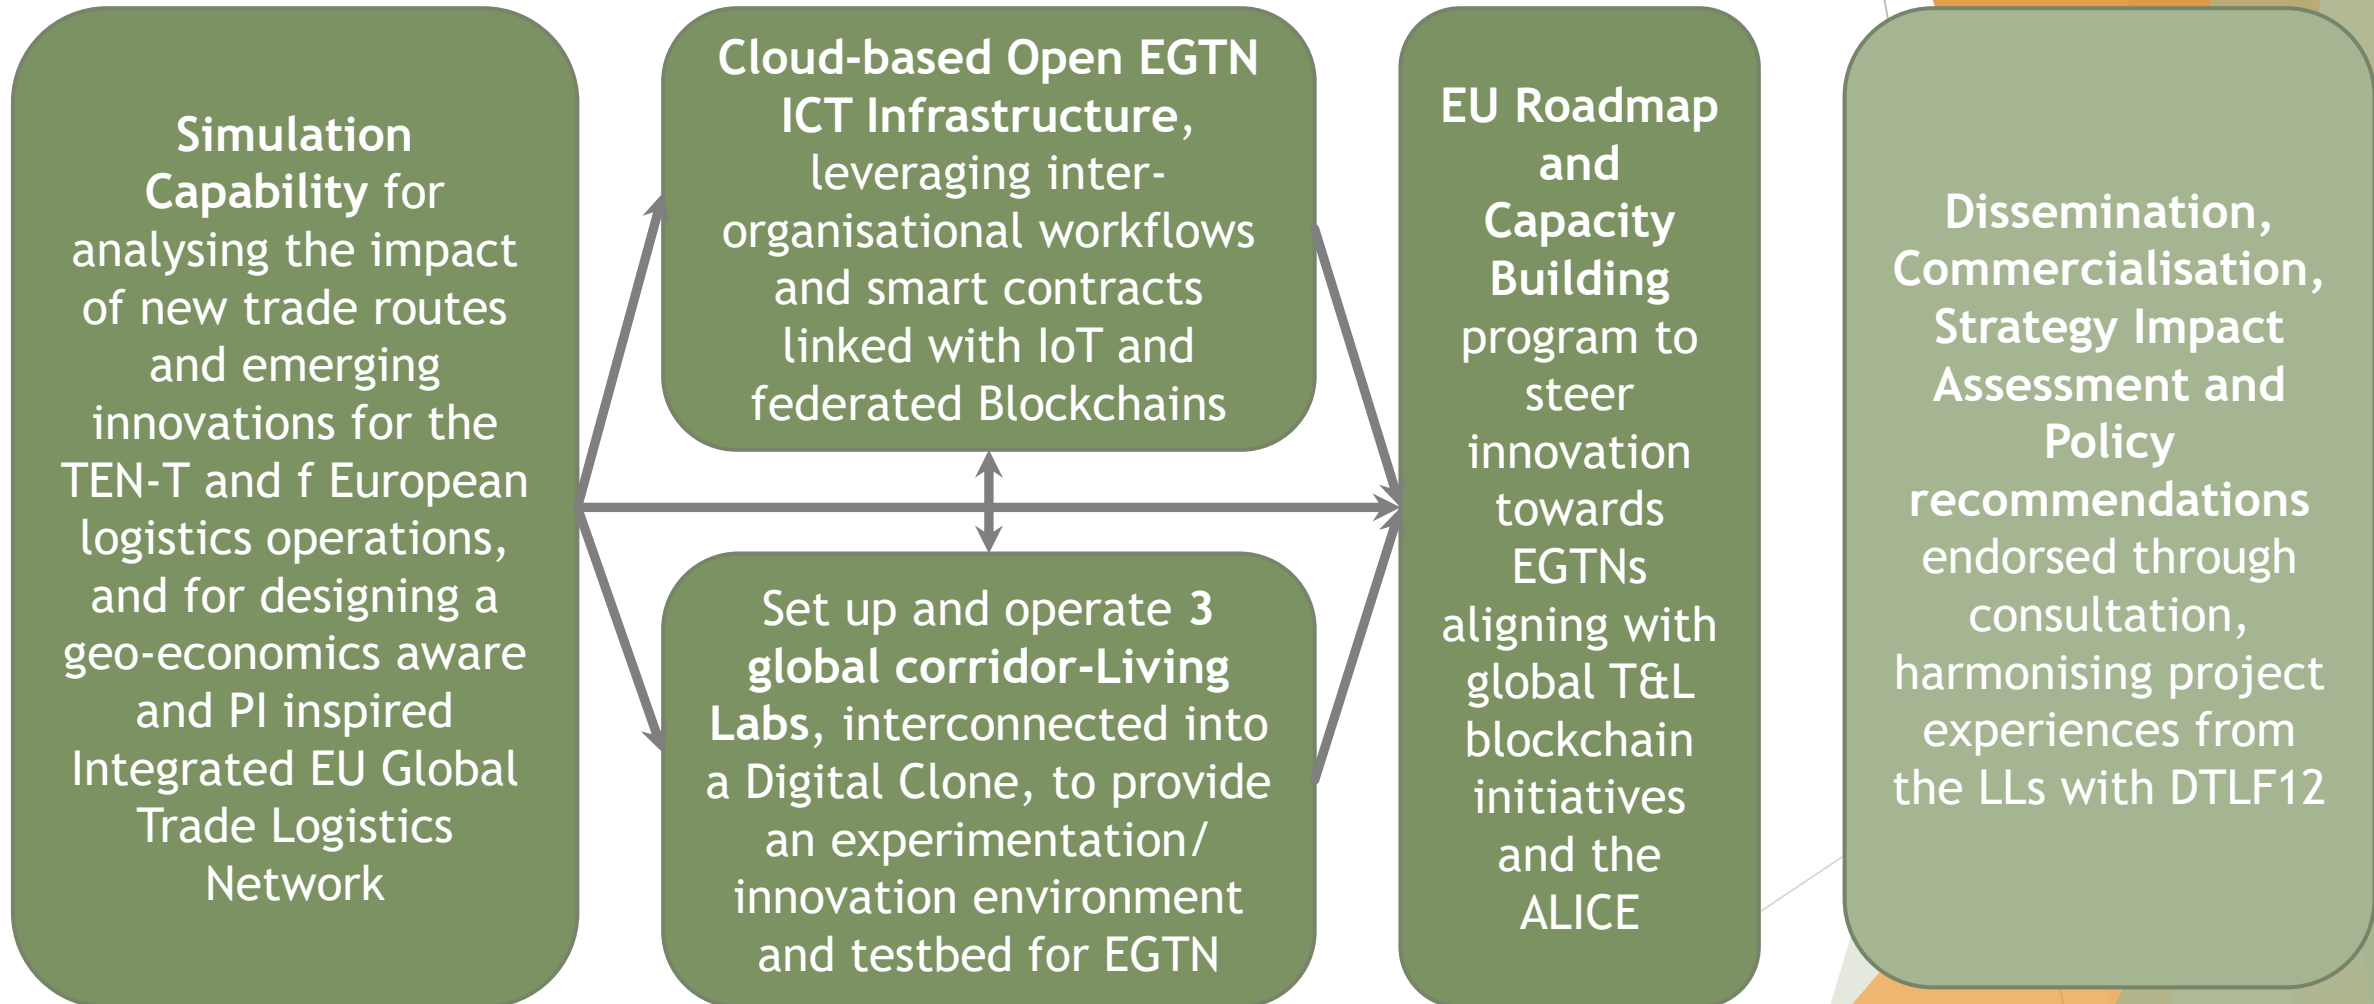 Simulation
Capability for
analysing the impact
of new trade routes
and emerging
innovations for the
TEN-T and f European
logistics operations,
and for designing a
geo-economics aware
and PI inspired
Integrated EU Global
Trade Logistics
Network
Cloud-based Open EGTN
ICT Infrastructure,
leveraging inter-
organisational workflows
and smart contracts
linked with IoT and
federated Blockchains
Set up and operate 3
global corridor-Living
Labs, interconnected into
a Digital Clone, to provide
an experimentation/
innovation environment
and testbed for EGTN
EU Roadmap
and
Capacity
Building
program to
steer
innovation
towards
EGTNs
aligning with
global T&L
blockchain
initiatives
and the
ALICE
Dissemination,
Commercialisation,
Strategy Impact
Assessment and
Policy
recommendations
endorsed through
consultation,
harmonising project
experiences from
the LLs with DTLF12